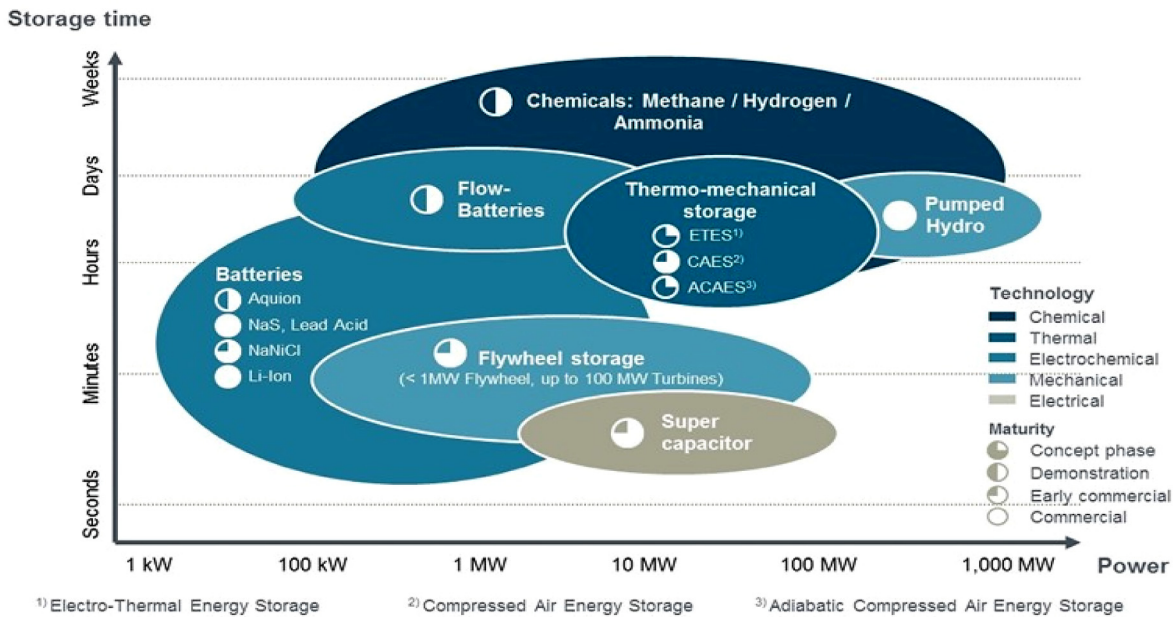 Storage time
Weeks
Days
Hours
Minutes
Seconds
Chemicals: Methane / Hydrogen /
Ammonia
Flow-
Batteries
Thermo-mechanical
storage
ETES1)
CAES2)
ACAES3)
Pumped
Hydro
Batteries
Aquion
NaS, Lead Acid
NaNiCl
Li-Ion
Flywheel storage
(< 1MW Flywheel, up to 100 MW Turbines)
Super
capacitor
Technology
Chemical
Thermal
Electrochemical
Mechanical
Electrical
Maturity
Concept phase
Demonstration
Early commercial
Commercial
1 kW 100 kW 1 MW 10 MW 100 MW 1,000 MW Power
1) Electro-Thermal Energy Storage 2) Compressed Air Energy Storage 3) Adiabatic Compressed Air Energy Storage